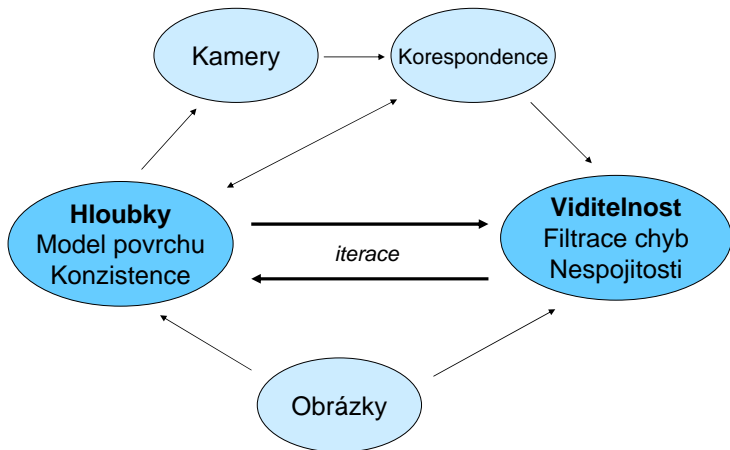 Kamery
Korespondence
Hloubky
Model povrchu
Konzistence
iterace
Viditelnost
Filtrace chyb
Nespojitosti
Obrázky